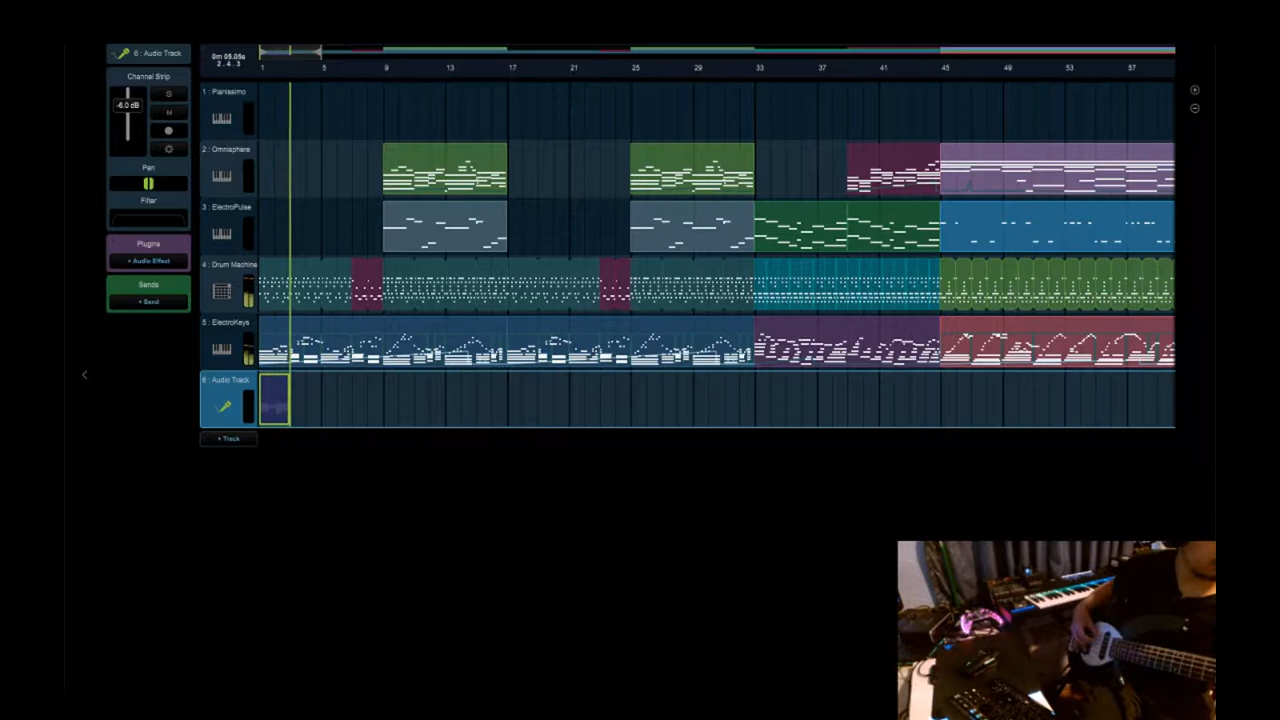 6 : Audio Track
Channel Strip
-6.0 dB
S
M
Pan
Filter
Plugins
+ Audio Effect
Sends
+ Send
0m 05.05s
2 . 4 . 3
1 5 9 13 17 21 25 29 33 37 41 45 49 53 57
1 : Pianissimo
2 : Omnisphere
3 : ElectroPulse
4 : Drum Machine
5 : ElectroKeys
6 : Audio Track
+ Track